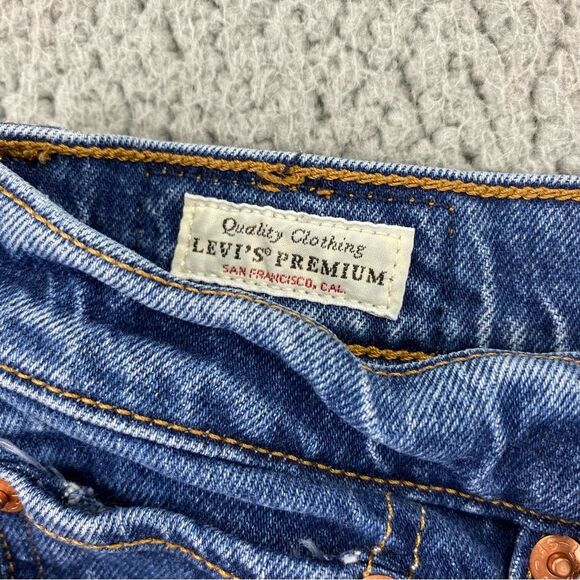 Quality Clothing
LEVI'S® PREMIUM
SAN FRANCISCO, CAL.